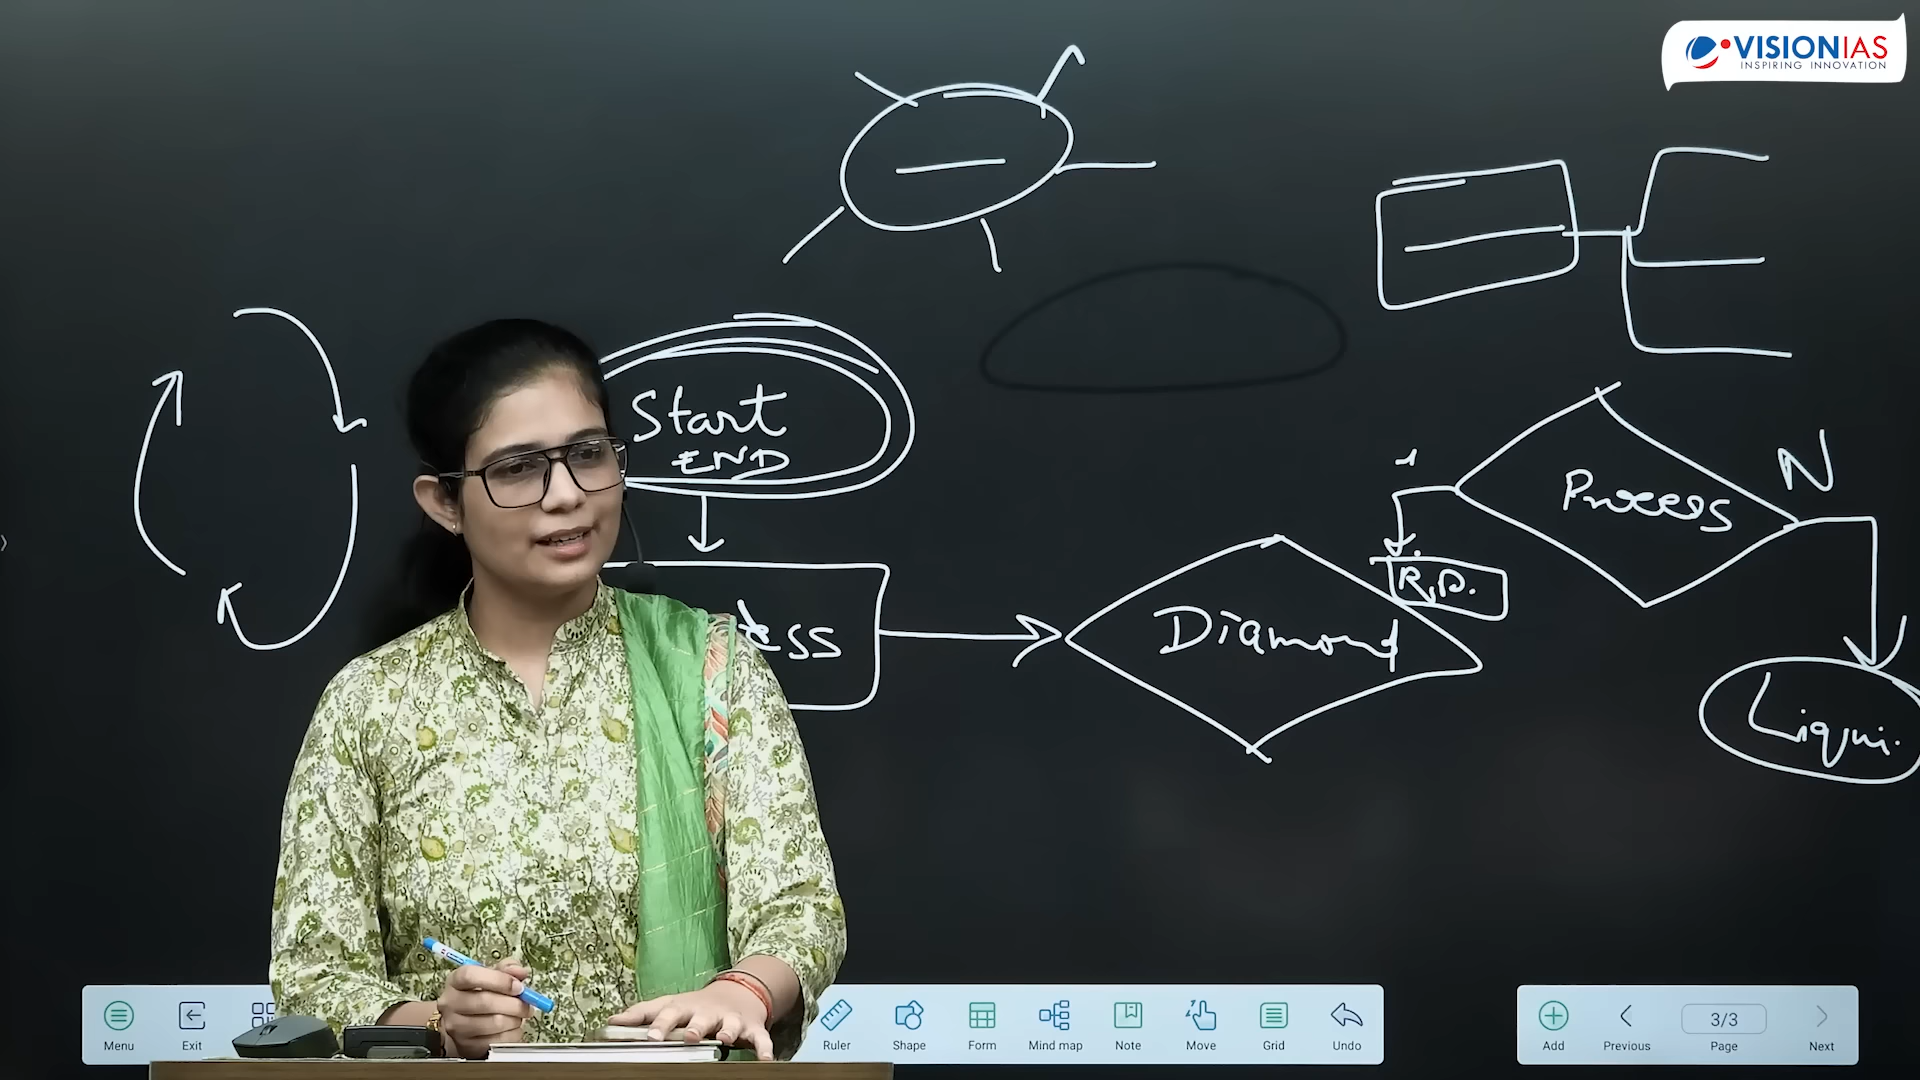 VISIONIAS
INSPIRING INNOVATION
Start
END
Process
N
R.D.
Diamond
Liqui.
Menu
Exit
Ruler
Shape
Form
Mind map
Note
Move
Grid
Undo
Add
Previous
3/3
Page
Next